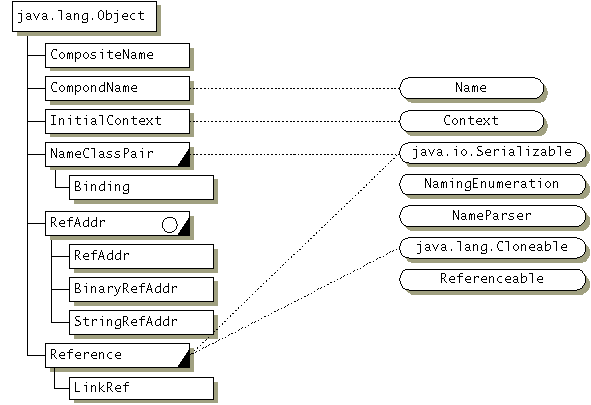 java.lang.Object
CompositeName
CompondName
Name
InitialContext
Context
NameClassPair
java.io.Serializable
Binding
NamingEnumeration
RefAddr
NameParser
RefAddr
java.lang.Cloneable
BinaryRefAddr
Referenceable
StringRefAddr
Reference
LinkRef